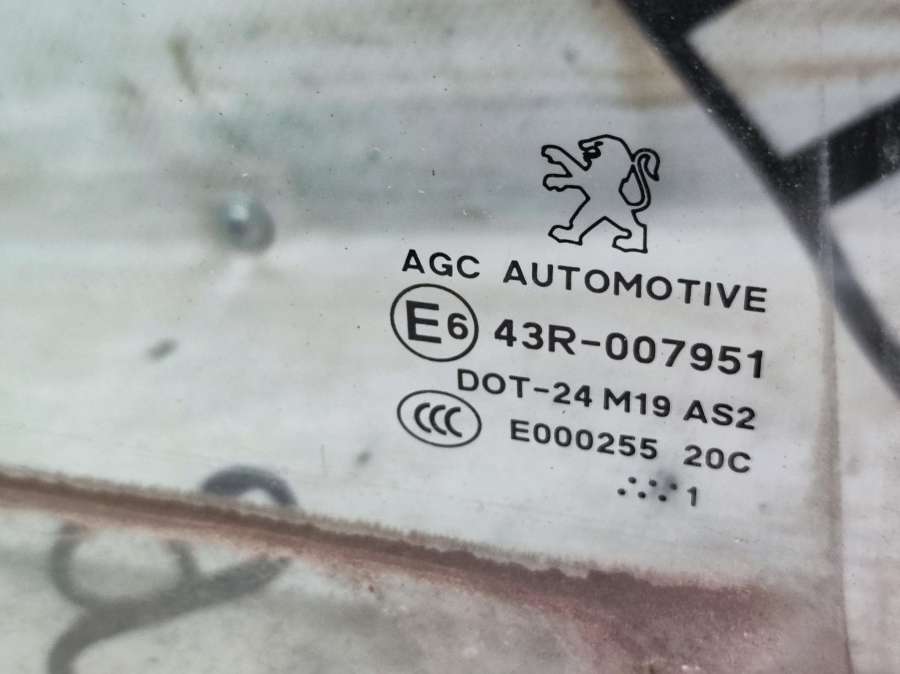 AGC AUTOMOTIVE
E6 43R-007951
DOT-24 M19 AS2
CCC E000255 20C
1